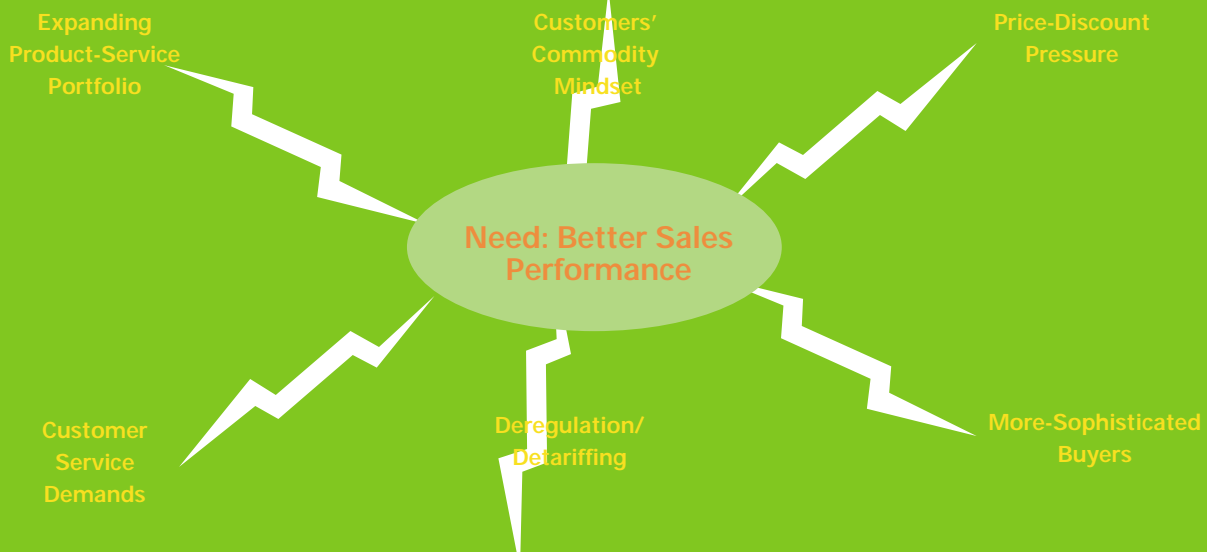 Expanding
Product-Service
Portfolio
Customers’
Commodity
Mindset
Price-Discount
Pressure
Need: Better Sales
Performance
Customer
Service
Demands
Deregulation/
Detariffing
More-Sophisticated
Buyers